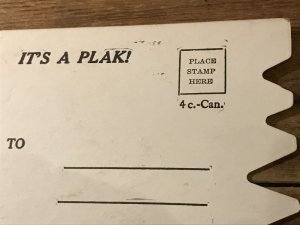 IT'S A PLAK!
PLACE
STAMP
HERE
4 c.-Can.
TO